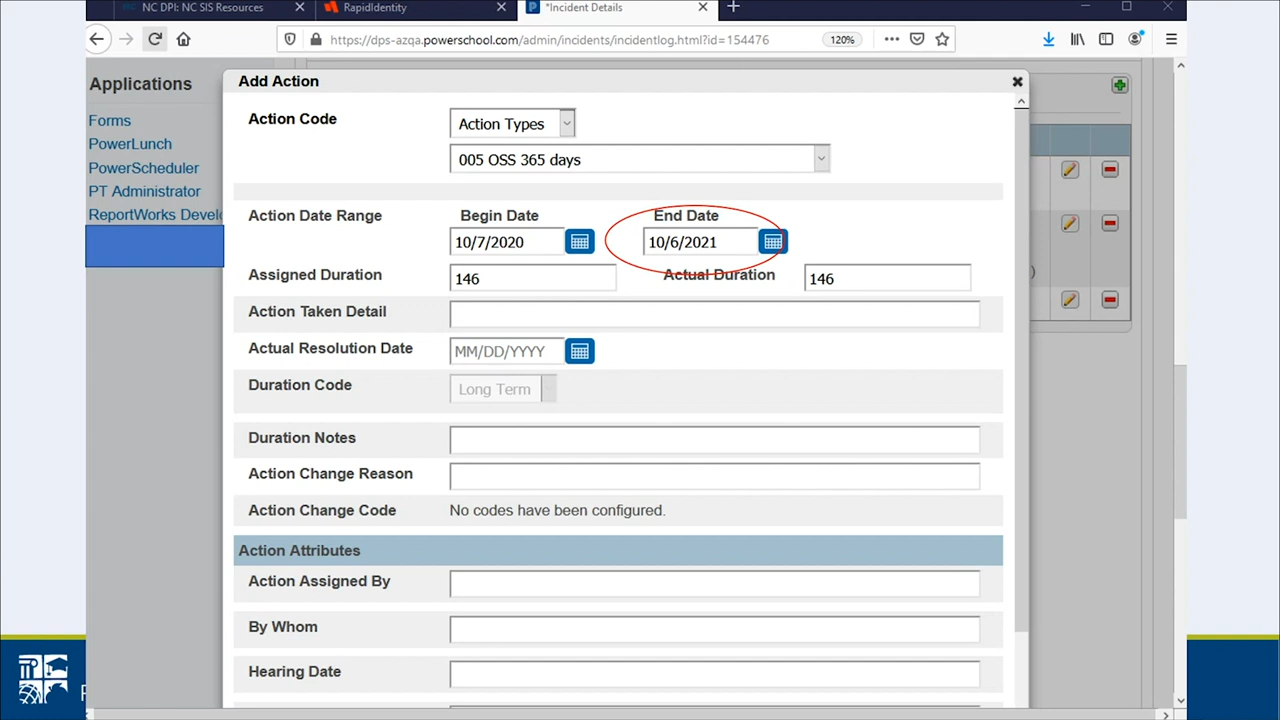 NC DPI: NC SIS Resources
RapidIdentity
*Incident Details
https://dps-azqa.powerschool.com/admin/incidents/incidentlog.html?id=154476
120%
Applications
Forms
PowerLunch
PowerScheduler
PT Administrator
ReportWorks Develo
Add Action
Action Code
Action Types
005 OSS 365 days
Action Date Range
Begin Date
End Date
10/7/2020
10/6/2021
Assigned Duration
146
Actual Duration
146
Action Taken Detail
Actual Resolution Date
MM/DD/YYYY
Duration Code
Long Term
Duration Notes
Action Change Reason
Action Change Code
No codes have been configured.
Action Attributes
Action Assigned By
By Whom
Hearing Date